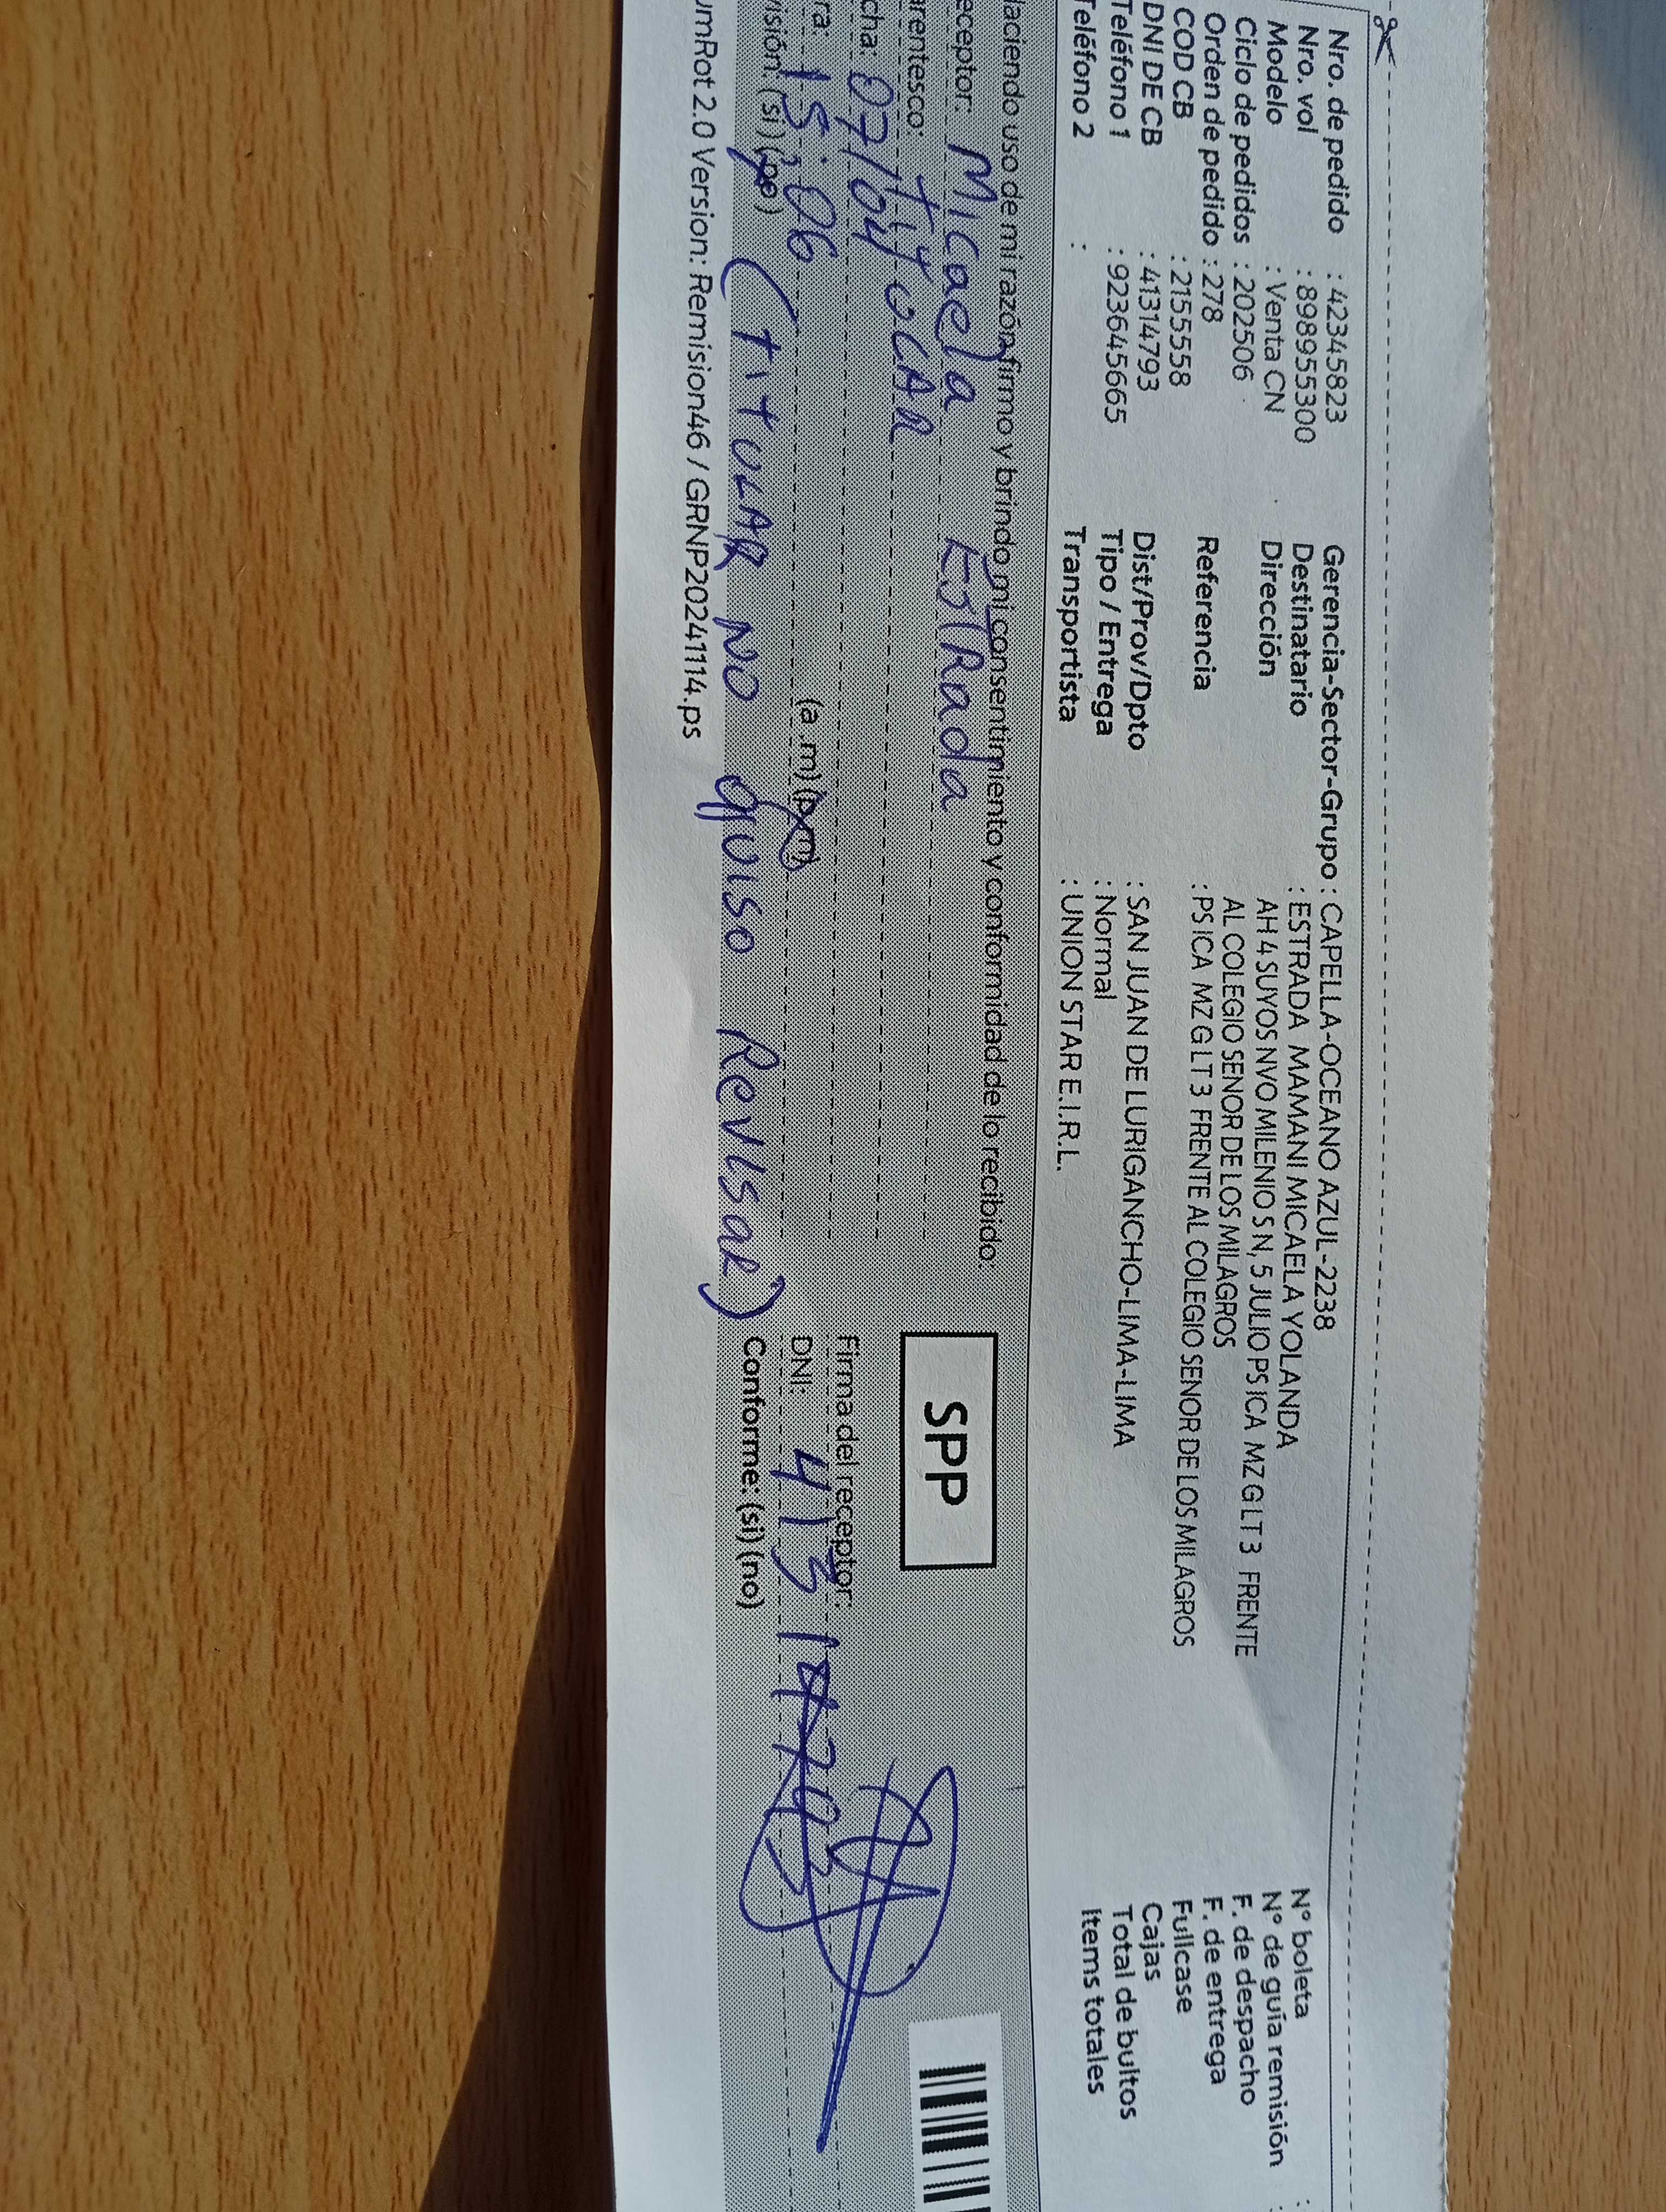 Nro. de pedido : 42345823
Nro. vol : 898955300
Modelo : Venta CN
Ciclo de pedidos : 202506
Orden de pedido : 278
COD CB : 2155558
DNI DE CB : 41314793
Teléfono 1 : 923645665
Teléfono 2 :
Gerencia-Sector-Grupo : CAPELLA-OCEANO AZUL-2238
Destinatario : ESTRADA MAMANI MICAELA YOLANDA
Dirección AH 4 SUYOS NVO MILENIO S N, 5 JULIO PS ICA MZ G LT 3 FRENTE
AL COLEGIO SENOR DE LOS MILAGROS
Referencia : PS ICA MZ G LT 3 FRENTE AL COLEGIO SENOR DE LOS MILAGROS
Dist/Prov/Dpto : SAN JUAN DE LURIGANCHO-LIMA-LIMA
Tipo / Entrega : Normal
Transportista : UNION STAR E.I.R.L.
N° boleta
N° de guía remisión :
F. de despacho
F. de entrega
Fullcase
Cajas
Total de bultos
Items totales
laciendo uso de mi razón firmo y brindo mi consentimiento y conformidad de lo recibido:
eceptor: Micaela EstRada
arentesco: tityuCAR
cha: 07/04
ra: 15:06 (a .m) (p.m)
visión: (si) (no) (TITULAR NO quiso Revisar)
SPP
Firma del receptor:
DNI: 41314793
Conforme: (si) (no)
umRot 2.0 Version: Remision46 / GRNP20241114.ps